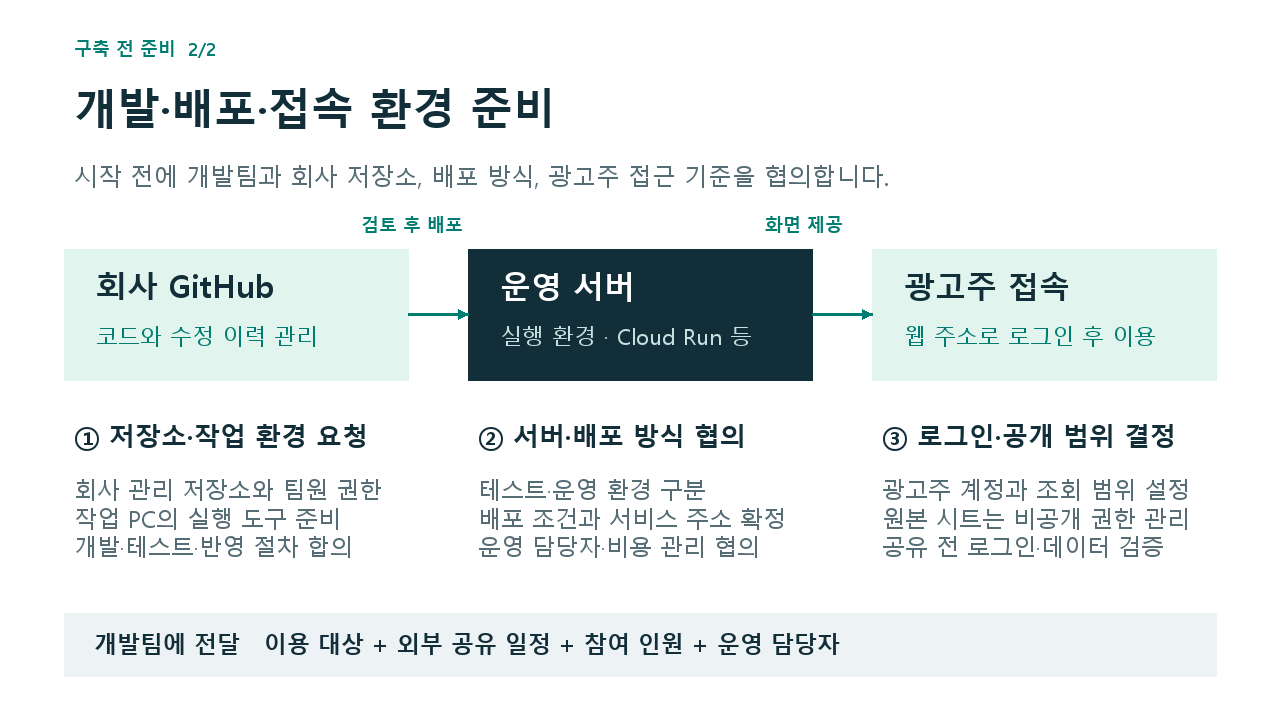 구축 전 준비 2/2
개발·배포·접속 환경 준비
시작 전에 개발팀과 회사 저장소, 배포 방식, 광고주 접근 기준을 협의합니다.
검토 후 배포
화면 제공
회사 GitHub
코드와 수정 이력 관리
운영 서버
실행 환경 · Cloud Run 등
광고주 접속
웹 주소로 로그인 후 이용
① 저장소·작업 환경 요청
회사 관리 저장소와 팀원 권한
작업 PC의 실행 도구 준비
개발·테스트·반영 절차 합의
② 서버·배포 방식 협의
테스트·운영 환경 구분
배포 조건과 서비스 주소 확정
운영 담당자·비용 관리 협의
③ 로그인·공개 범위 결정
광고주 계정과 조회 범위 설정
원본 시트는 비공개 권한 관리
공유 전 로그인·데이터 검증
개발팀에 전달 이용 대상 + 외부 공유 일정 + 참여 인원 + 운영 담당자